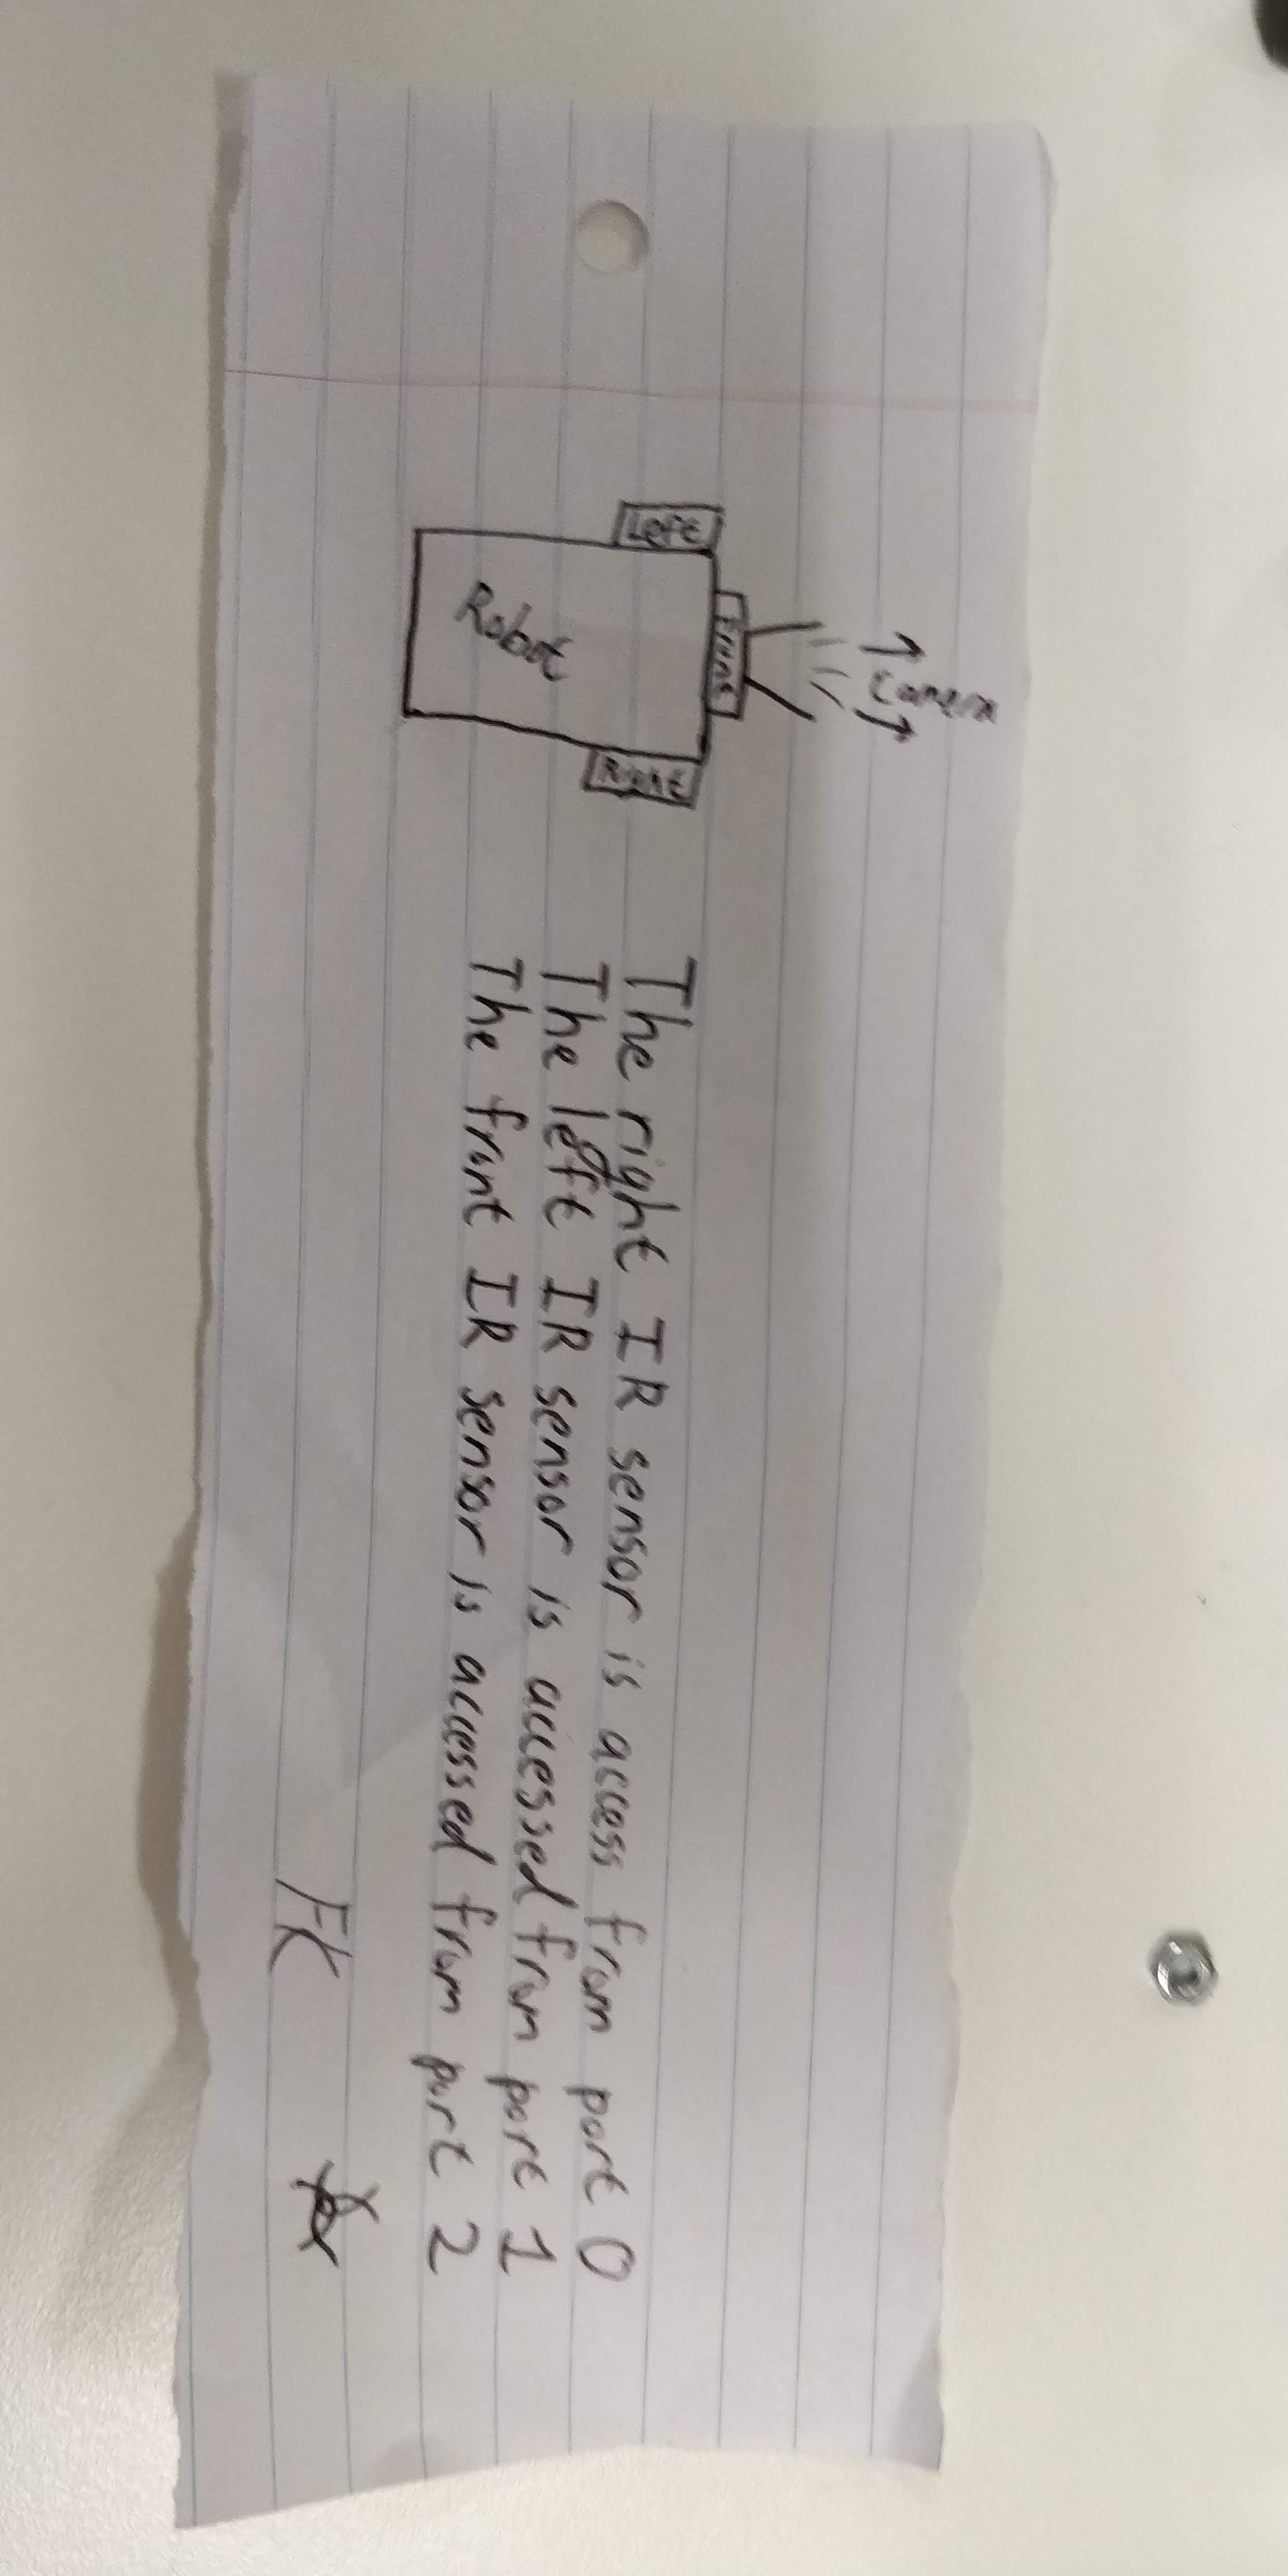 Camera
Left
Front
Right
Robot
The right IR sensor is access from port 0
The left IR sensor is accessed from port 1
The front IR sensor is accessed from port 2
FK